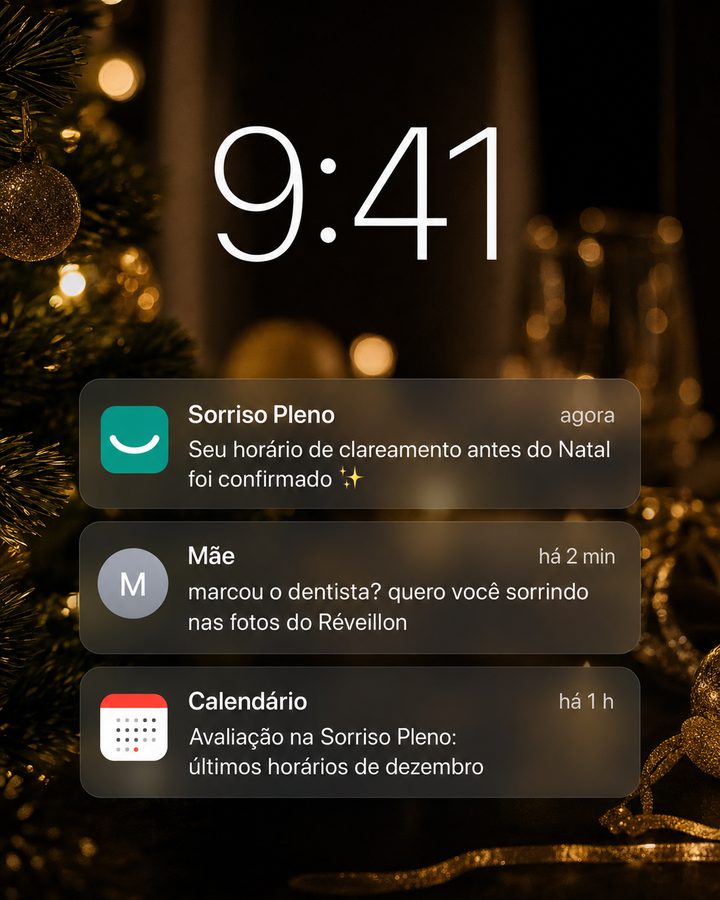 9:41
Sorriso Pleno
agora
Seu horário de clareamento antes do Natal
foi confirmado ✨
M
Mãe
há 2 min
marcou o dentista? quero você sorrindo
nas fotos do Réveillon
Calendário
há 1 h
Avaliação na Sorriso Pleno:
últimos horários de dezembro